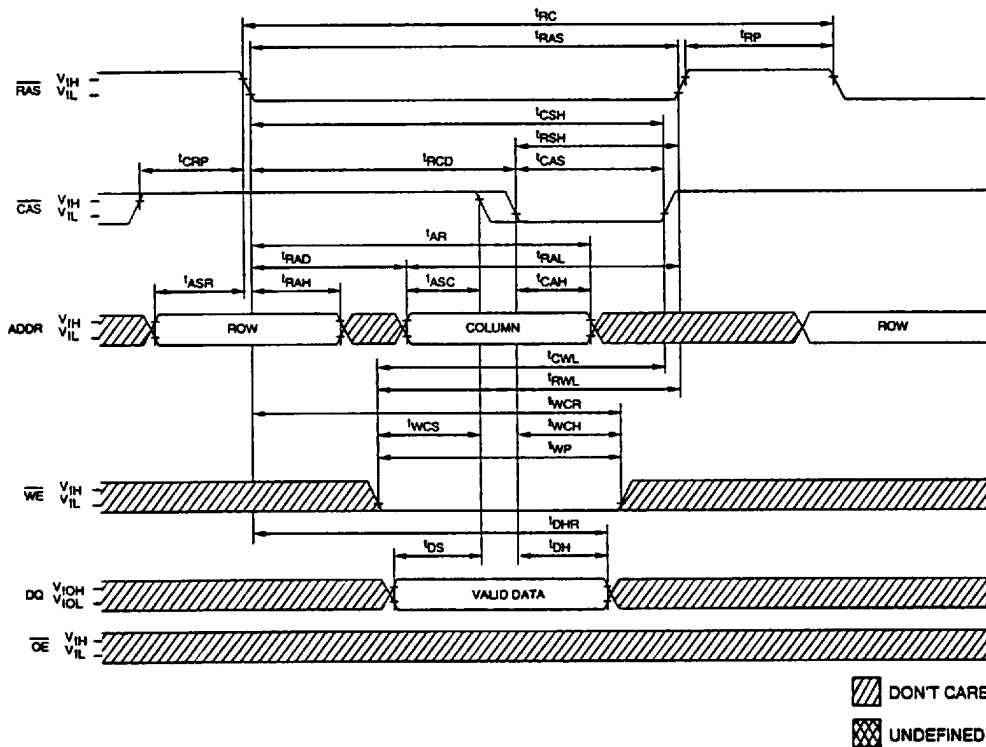 tRC
tRAS
tRP
RAS VIH
VIL
tCSH
tRSH
tCRP
tRCD
tCAS
CAS VIH
VIL
tAR
tRAD
tRAL
tASR
tRAH
tASC
tCAH
ADDR VIH
VIL
ROW
COLUMN
ROW
tCWL
tRWL
tWCR
tWCS
tWCH
tWP
WE VIH
VIL
tDHR
tDS
tDH
DQ VIOH
VIOL
VALID DATA
OE VIH
VIL
DON'T CARE
UNDEFINED